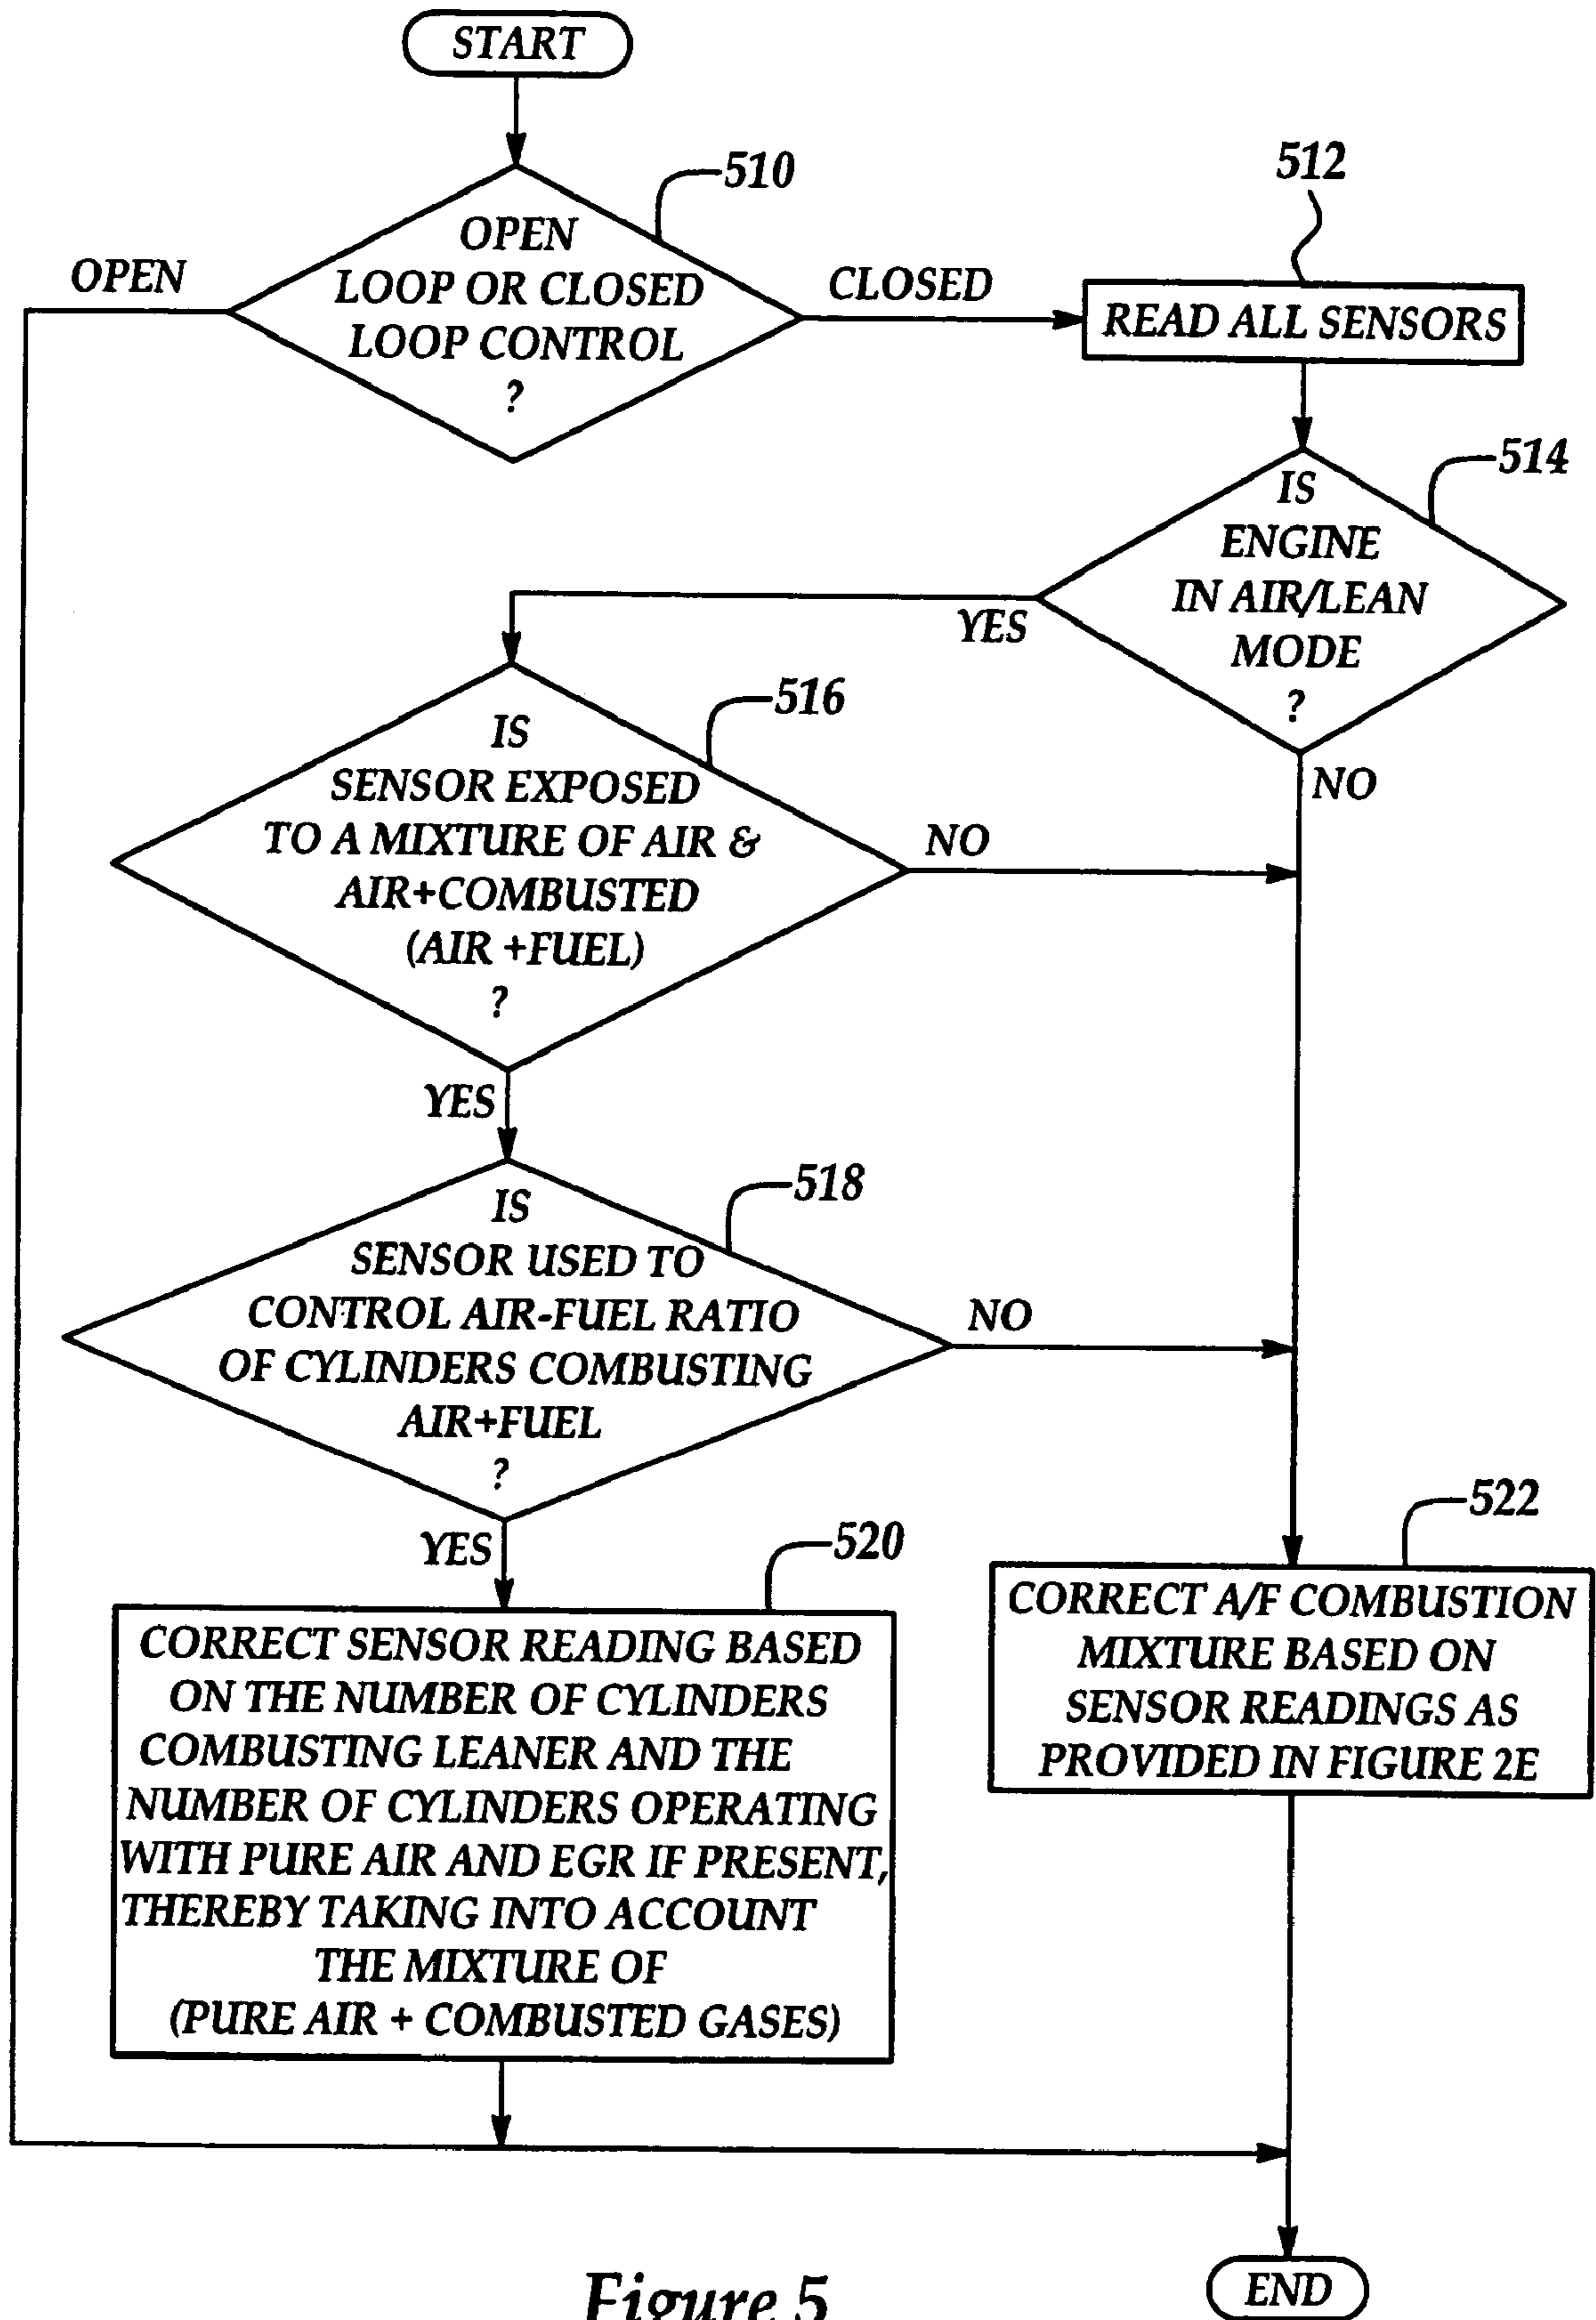 START
510
OPEN
LOOP OR CLOSED
LOOP CONTROL
?
OPEN
CLOSED
512
READ ALL SENSORS
514
IS
ENGINE
IN AIR/LEAN
MODE
?
YES
NO
516
IS
SENSOR EXPOSED
TO A MIXTURE OF AIR &
AIR+COMBUSTED
(AIR +FUEL)
?
NO
YES
518
IS
SENSOR USED TO
CONTROL AIR-FUEL RATIO
OF CYLINDERS COMBUSTING
AIR+FUEL
?
NO
YES
520
CORRECT SENSOR READING BASED
ON THE NUMBER OF CYLINDERS
COMBUSTING LEANER AND THE
NUMBER OF CYLINDERS OPERATING
WITH PURE AIR AND EGR IF PRESENT,
THEREBY TAKING INTO ACCOUNT
THE MIXTURE OF
(PURE AIR + COMBUSTED GASES)
522
CORRECT A/F COMBUSTION
MIXTURE BASED ON
SENSOR READINGS AS
PROVIDED IN FIGURE 2E
END
Figure 5